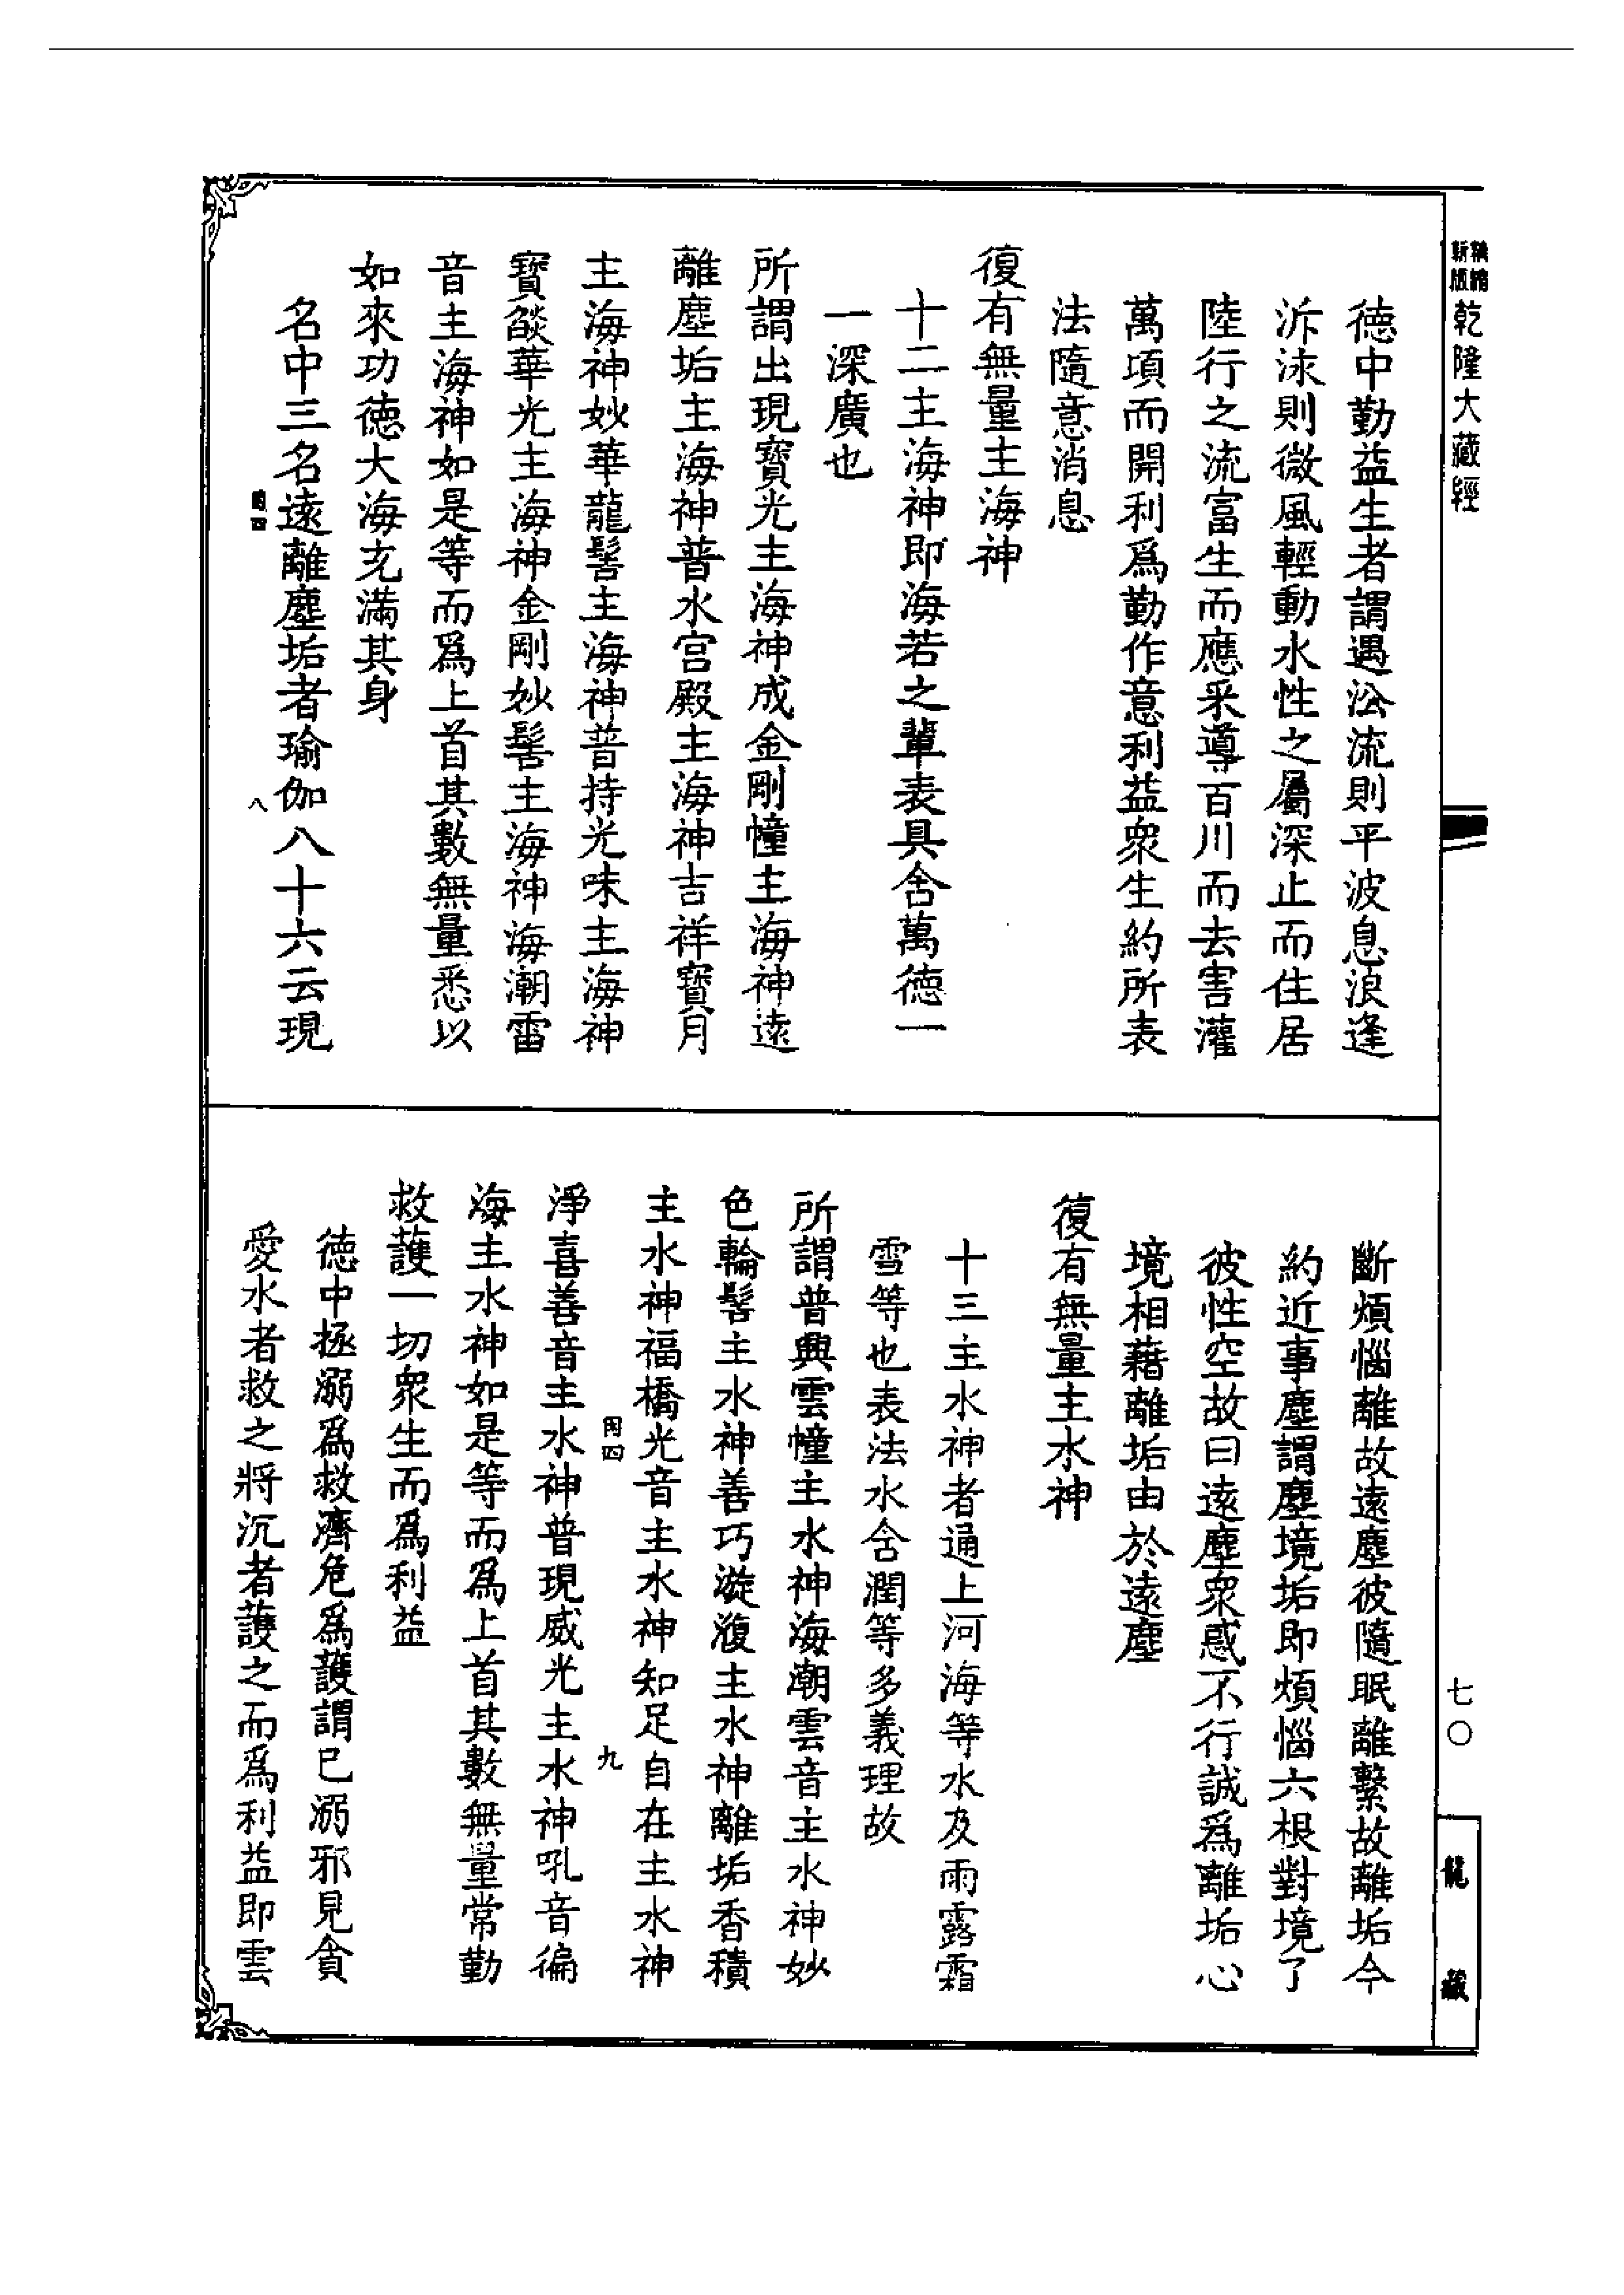 德中勤益生者謂遇㳂流則平波息浪逢
泝洡則微風輕動水性之屬深止而住居
陸行之流富生而應采導百川而去害灌
萬頃而開利爲勤作意利益衆生約所表
法隨意消息
復有無量主海神
十二主海神即海若之輩表具含萬德一
一深廣也
所謂出現寶光主海神成金剛幢主海神遠
離塵垢主海神普水宮殿主海神吉祥寶月
主海神妙華龍髻主海神普持光味主海神
寶燄華光主海神金剛妙髻主海神海潮雷
音主海神如是等而爲上首其數無量悉以
如來功德大海充滿其身
名中三名遠離塵垢者瑜伽八十六云現
八
斷煩惱離故遠塵彼隨眠離繫故離垢今
約近事塵謂塵境垢即煩惱六根對境了
彼性空故曰遠塵衆惑不行誠爲離垢心
境相藉離垢由於遠塵
復有無量主水神
十三主水神者通上河海等水及雨露霜
雪等也表法水含潤等多義理故
所謂普興雲幢主水神海潮雲音主水神妙
色輪髻主水神善巧漩澓主水神離垢香積
主水神福橋光音主水神知足自在主水神
九
淨喜善音主水神普現威光主水神吼音徧
海主水神如是等而爲上首其數無量常勤
救護一切衆生而爲利益
德中拯溺爲救濟危爲護謂已溺邪見貪
愛水者救之將沉者護之而爲利益即雲
精縮新版乾隆大藏經
七〇
龍藏